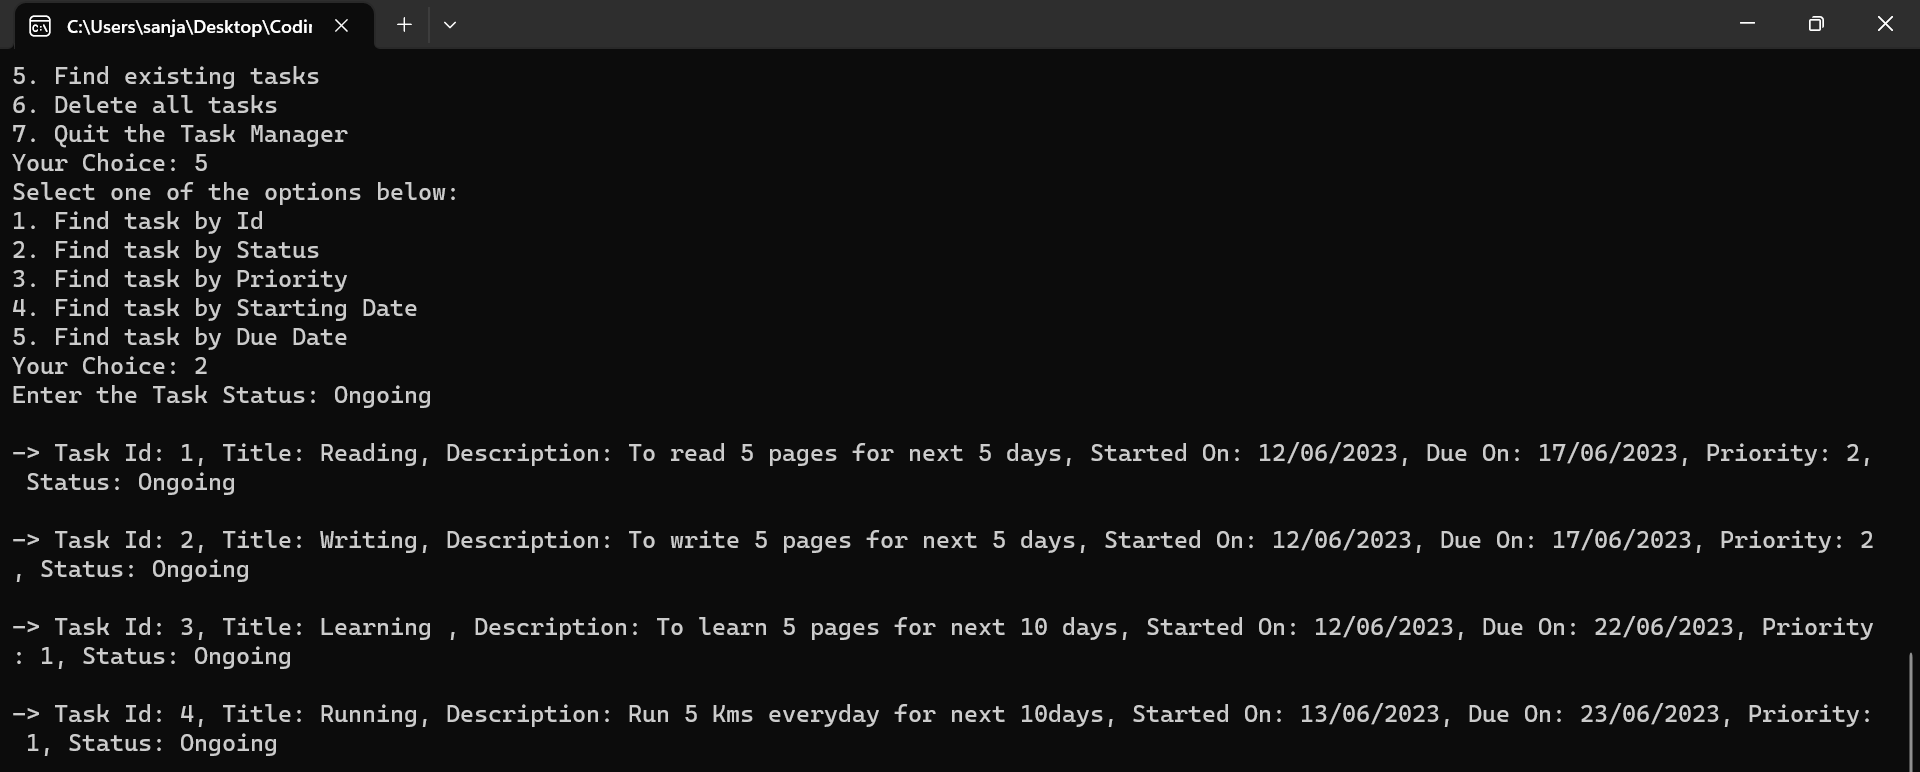 C:\Users\sanja\Desktop\Codin
5. Find existing tasks
6. Delete all tasks
7. Quit the Task Manager
Your Choice: 5
Select one of the options below:
1. Find task by Id
2. Find task by Status
3. Find task by Priority
4. Find task by Starting Date
5. Find task by Due Date
Your Choice: 2
Enter the Task Status: Ongoing
-> Task Id: 1, Title: Reading, Description: To read 5 pages for next 5 days, Started On: 12/06/2023, Due On: 17/06/2023, Priority: 2,
Status: Ongoing
-> Task Id: 2, Title: Writing, Description: To write 5 pages for next 5 days, Started On: 12/06/2023, Due On: 17/06/2023, Priority: 2
, Status: Ongoing
-> Task Id: 3, Title: Learning , Description: To learn 5 pages for next 10 days, Started On: 12/06/2023, Due On: 22/06/2023, Priority
: 1, Status: Ongoing
-> Task Id: 4, Title: Running, Description: Run 5 Kms everyday for next 10days, Started On: 13/06/2023, Due On: 23/06/2023, Priority:
1, Status: Ongoing